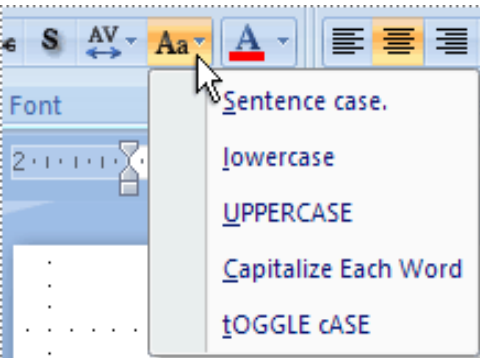 S AV Aa A
Font
2
Sentence case.
lowercase
UPPERCASE
Capitalize Each Word
tOGGLE cASE